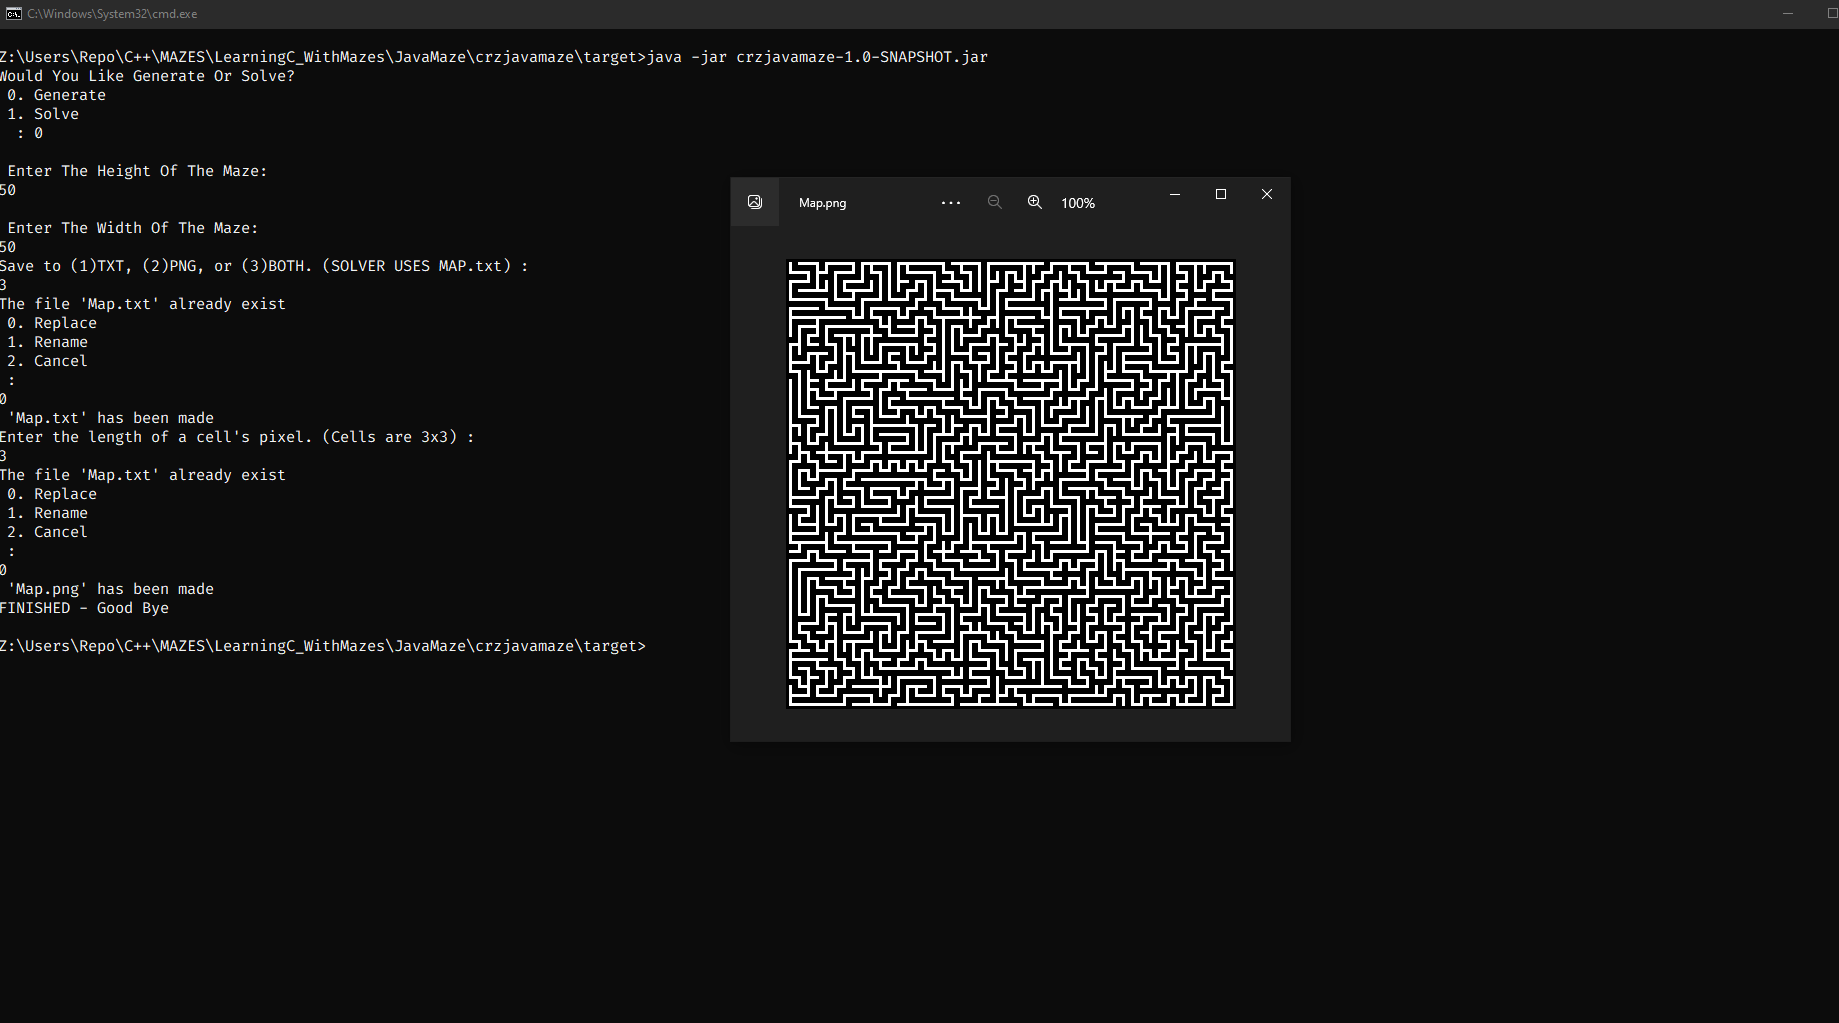 C:\Windows\System32\cmd.exe
Z:\Users\Repo\C++\MAZES\LearningC_WithMazes\JavaMaze\crzjavamaze\target>java -jar crzjavamaze-1.0-SNAPSHOT.jar
Would You Like Generate Or Solve?
0. Generate
1. Solve
: 0
Enter The Height Of The Maze:
50
Enter The Width Of The Maze:
50
Save to (1)TXT, (2)PNG, or (3)BOTH. (SOLVER USES MAP.txt) :
3
The file 'Map.txt' already exist
0. Replace
1. Rename
2. Cancel
:
0
'Map.txt' has been made
Enter the length of a cell's pixel. (Cells are 3x3) :
3
The file 'Map.txt' already exist
0. Replace
1. Rename
2. Cancel
:
0
'Map.png' has been made
FINISHED - Good Bye
Z:\Users\Repo\C++\MAZES\LearningC_WithMazes\JavaMaze\crzjavamaze\target>
Map.png
100%